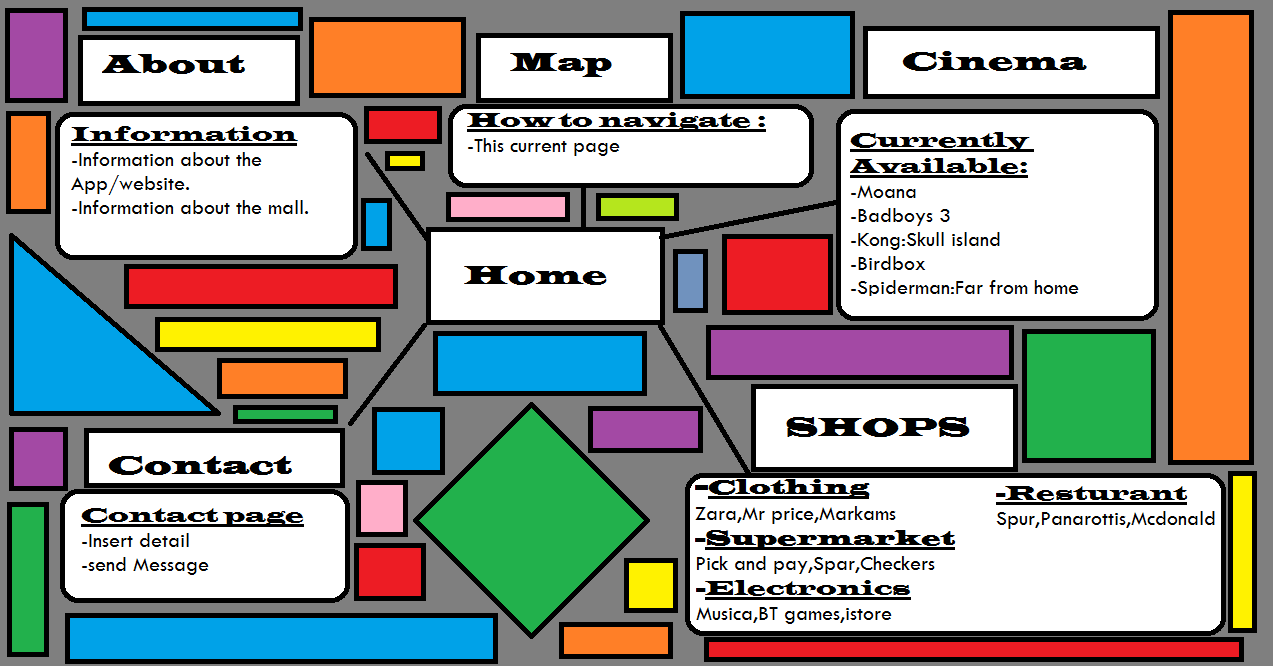 About
Information
-Information about the
App/website.
-Information about the mall.
Map
How to navigate :
-This current page
Cinema
Currently
Available:
-Moana
-Badboys 3
-Kong:Skull island
-Birdbox
-Spiderman:Far from home
Home
Contact
Contact page
-Insert detail
-send Message
SHOPS
-Clothing
Zara,Mr price,Markams
-Supermarket
Pick and pay,Spar,Checkers
-Electronics
Musica,BT games,istore
-Resturant
Spur,Panarottis,Mcdonald